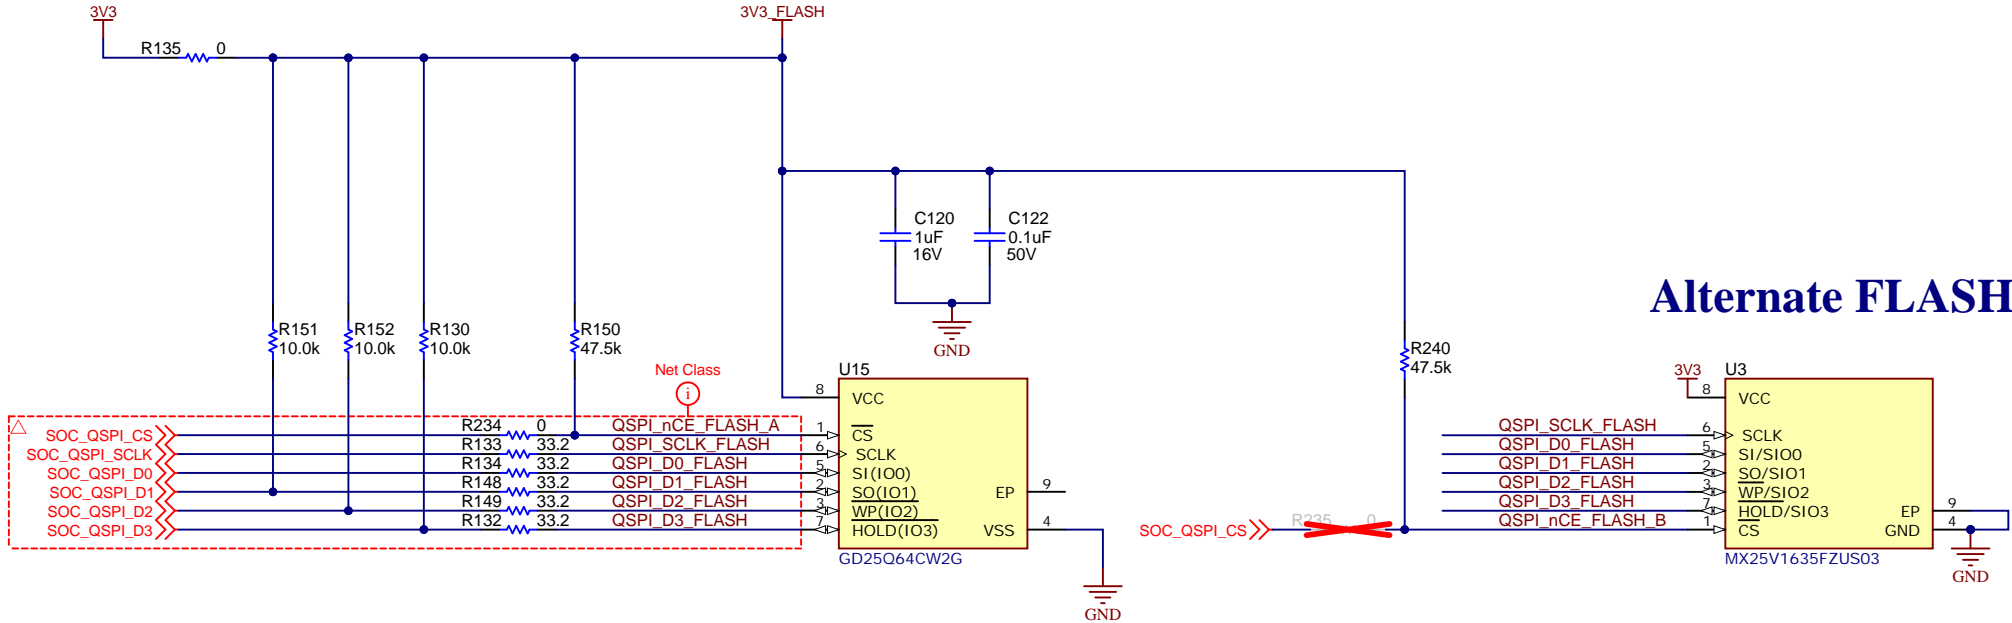 3V3
3V3_FLASH
R135 0
C120
1uF
16V
C122
0.1uF
50V
Alternate FLASH
R151
10.0k
R152
10.0k
R130
10.0k
R150
47.5k
GND
R240
47.5k
Net Class
i
U15
8 VCC
SOC_QSPI_CS R234 0 QSPI_nCE_FLASH_A 1 CS
SOC_QSPI_SCLK R133 33.2 QSPI_SCLK_FLASH 6 SCLK
SOC_QSPI_D0 R134 33.2 QSPI_D0_FLASH 5 SI(IO0)
SOC_QSPI_D1 R148 33.2 QSPI_D1_FLASH 2 SO(IO1)
SOC_QSPI_D2 R149 33.2 QSPI_D2_FLASH 3 WP(IO2)
SOC_QSPI_D3 R132 33.2 QSPI_D3_FLASH 7 HOLD(IO3)
EP 9
VSS 4
GD25Q64CW2G
GND
3V3
U3
8 VCC
QSPI_SCLK_FLASH 6 SCLK
QSPI_D0_FLASH 5 SI/SIO0
QSPI_D1_FLASH 2 SO/SIO1
QSPI_D2_FLASH 3 WP/SIO2
QSPI_D3_FLASH 7 HOLD/SIO3
SOC_QSPI_CS R235 0 QSPI_nCE_FLASH_B 1 CS
EP 9
GND 4
MX25V1635FZUS03
GND